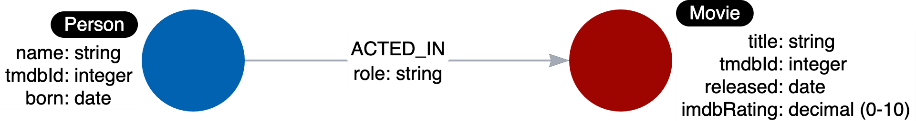 Person
name: string
tmdbId: integer
born: date
ACTED_IN
role: string
Movie
title: string
tmdbId: integer
released: date
imdbRating: decimal (0-10)